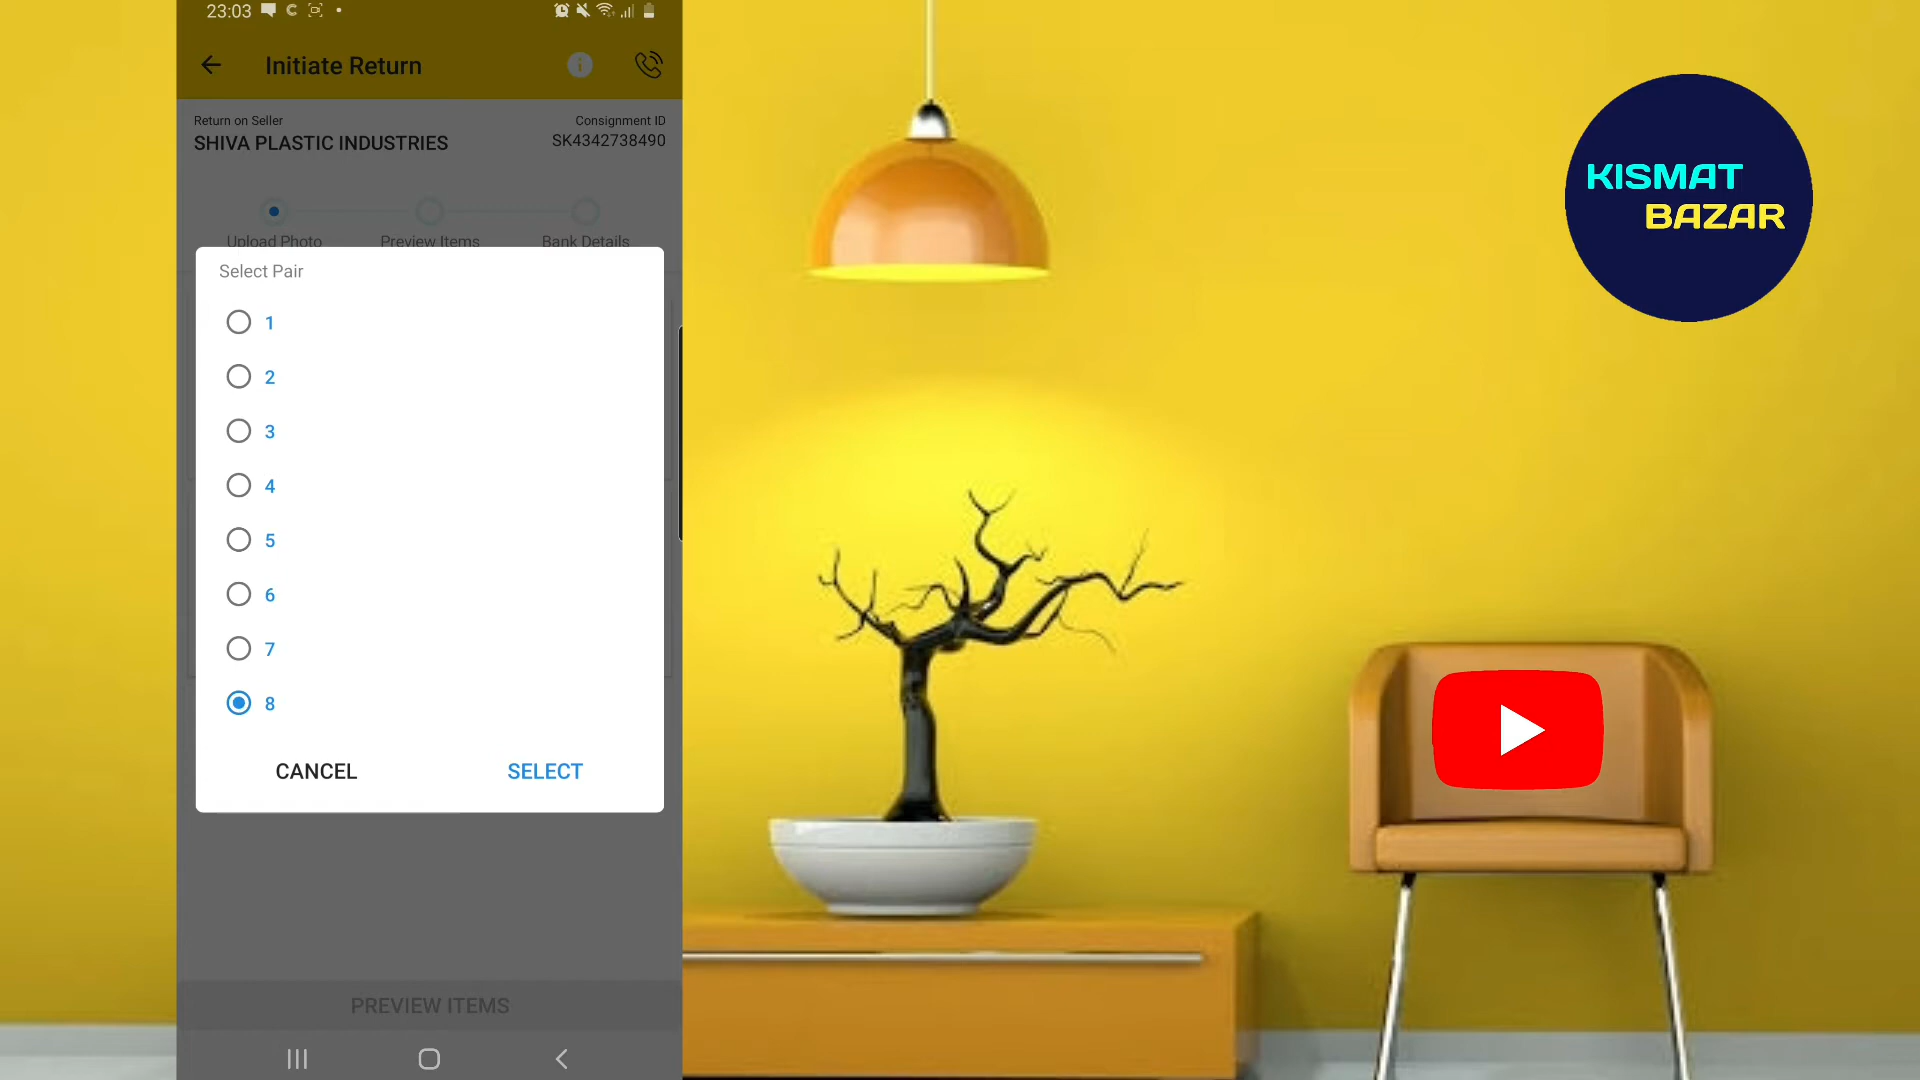 23:03
Initiate Return
Return on Seller
Consignment ID
SHIVA PLASTIC INDUSTRIES
SK4342738490
Upload Photo
Preview Items
Bank Details
Select Pair
1
2
3
4
5
6
7
8
CANCEL
SELECT
PREVIEW ITEMS
KISMAT
BAZAR